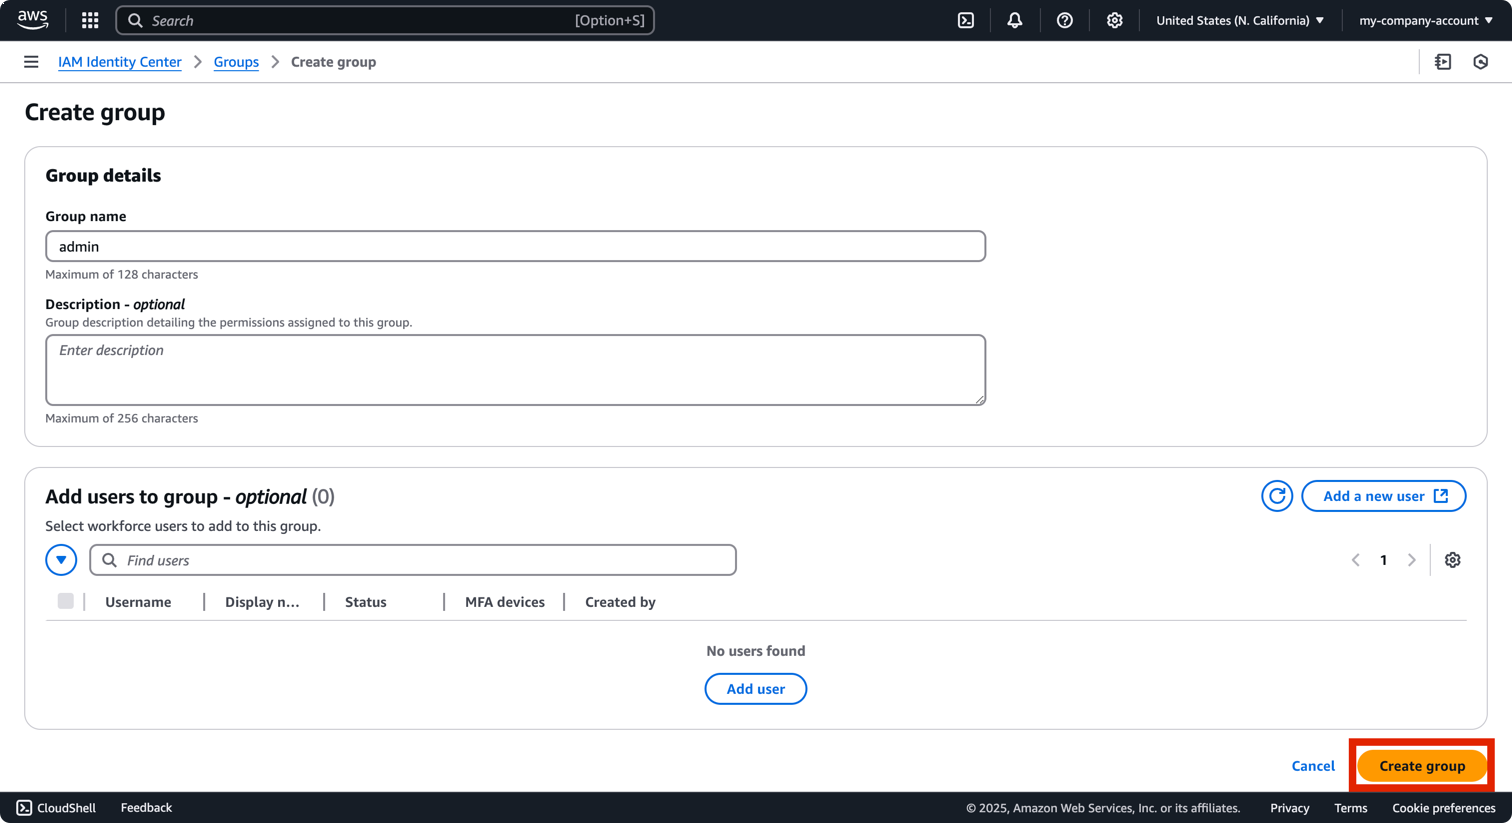 aws
Search [Option+S] United States (N. California) my-company-account
IAM Identity Center Groups Create group
Create group
Group details
Group name
admin
Maximum of 128 characters
Description - optional
Group description detailing the permissions assigned to this group.
Enter description
Maximum of 256 characters
Add users to group - optional (0) Add a new user
Select workforce users to add to this group.
Find users 1
Username Display n... Status MFA devices Created by
No users found
Add user
Cancel Create group
CloudShell Feedback © 2025, Amazon Web Services, Inc. or its affiliates. Privacy Terms Cookie preferences